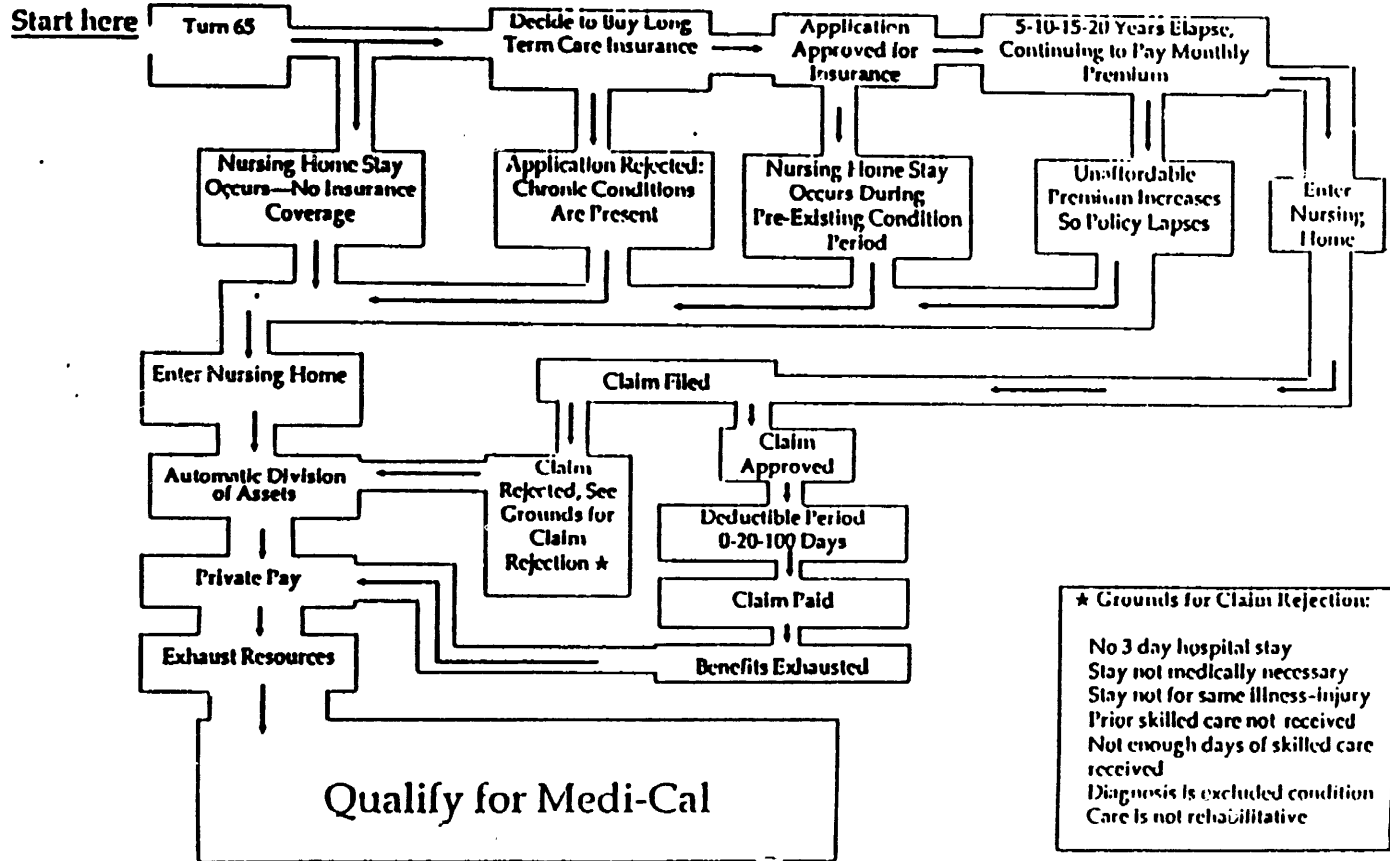 Start here
Turn 65
Decide to Buy Long
Term Care Insurance
Application
Approved for
Insurance
5-10-15-20 Years Elapse,
Continuing to Pay Monthly
Premium
Nursing Home Stay
Occurs—No Insurance
Coverage
Application Rejected:
Chronic Conditions
Are Present
Nursing Home Stay
Occurs During
Pre-Existing Condition
Period
Unaffordable
Premium Increases
So Policy Lapses
Enter
Nursing
Home
Enter Nursing Home
Claim Filed
Claim
Approved
Automatic Division
of Assets
Claim
Rejected, See
Grounds for
Claim
Rejection ★
Deductible Period
0-20-100 Days
Private Pay
Claim Paid
Exhaust Resources
Benefits Exhausted
Qualify for Medi-Cal
★ Grounds for Claim Rejection:
No 3 day hospital stay
Stay not medically necessary
Stay not for same illness-injury
Prior skilled care not received
Not enough days of skilled care
received
Diagnosis is excluded condition
Care is not rehabilitative